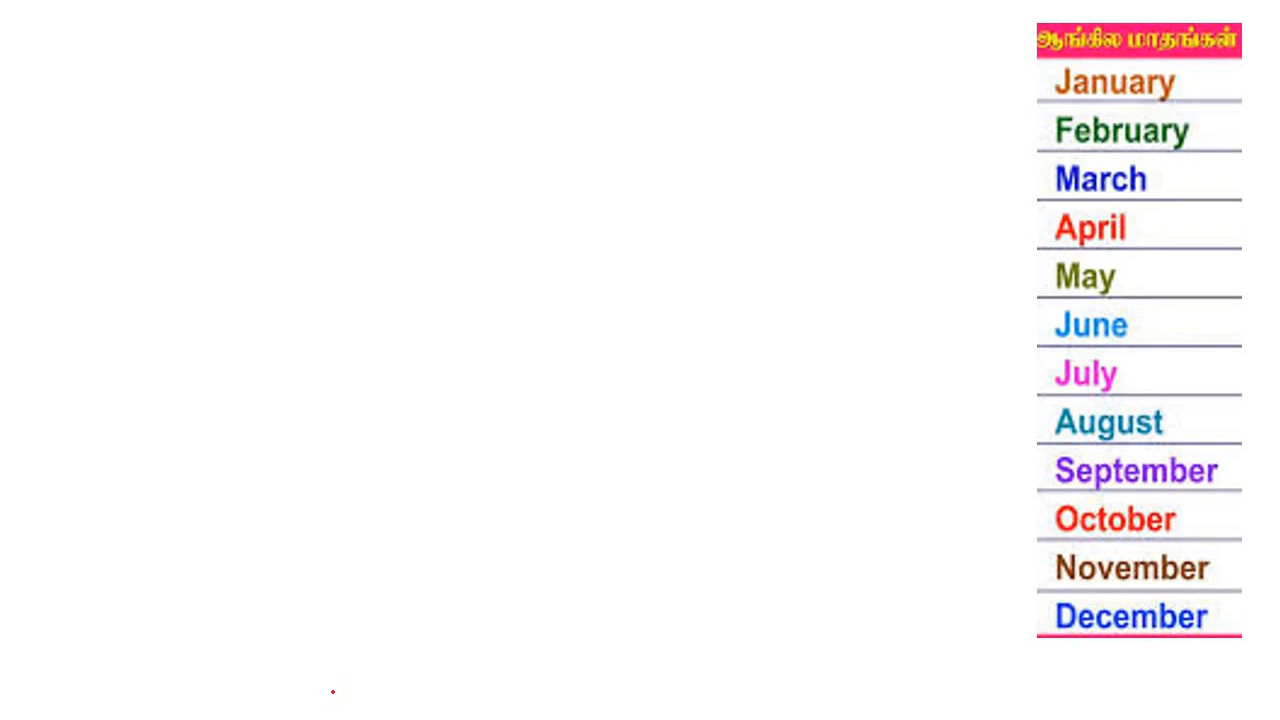 ஆங்கில மாதங்கள்
January
February
March
April
May
June
July
August
September
October
November
December